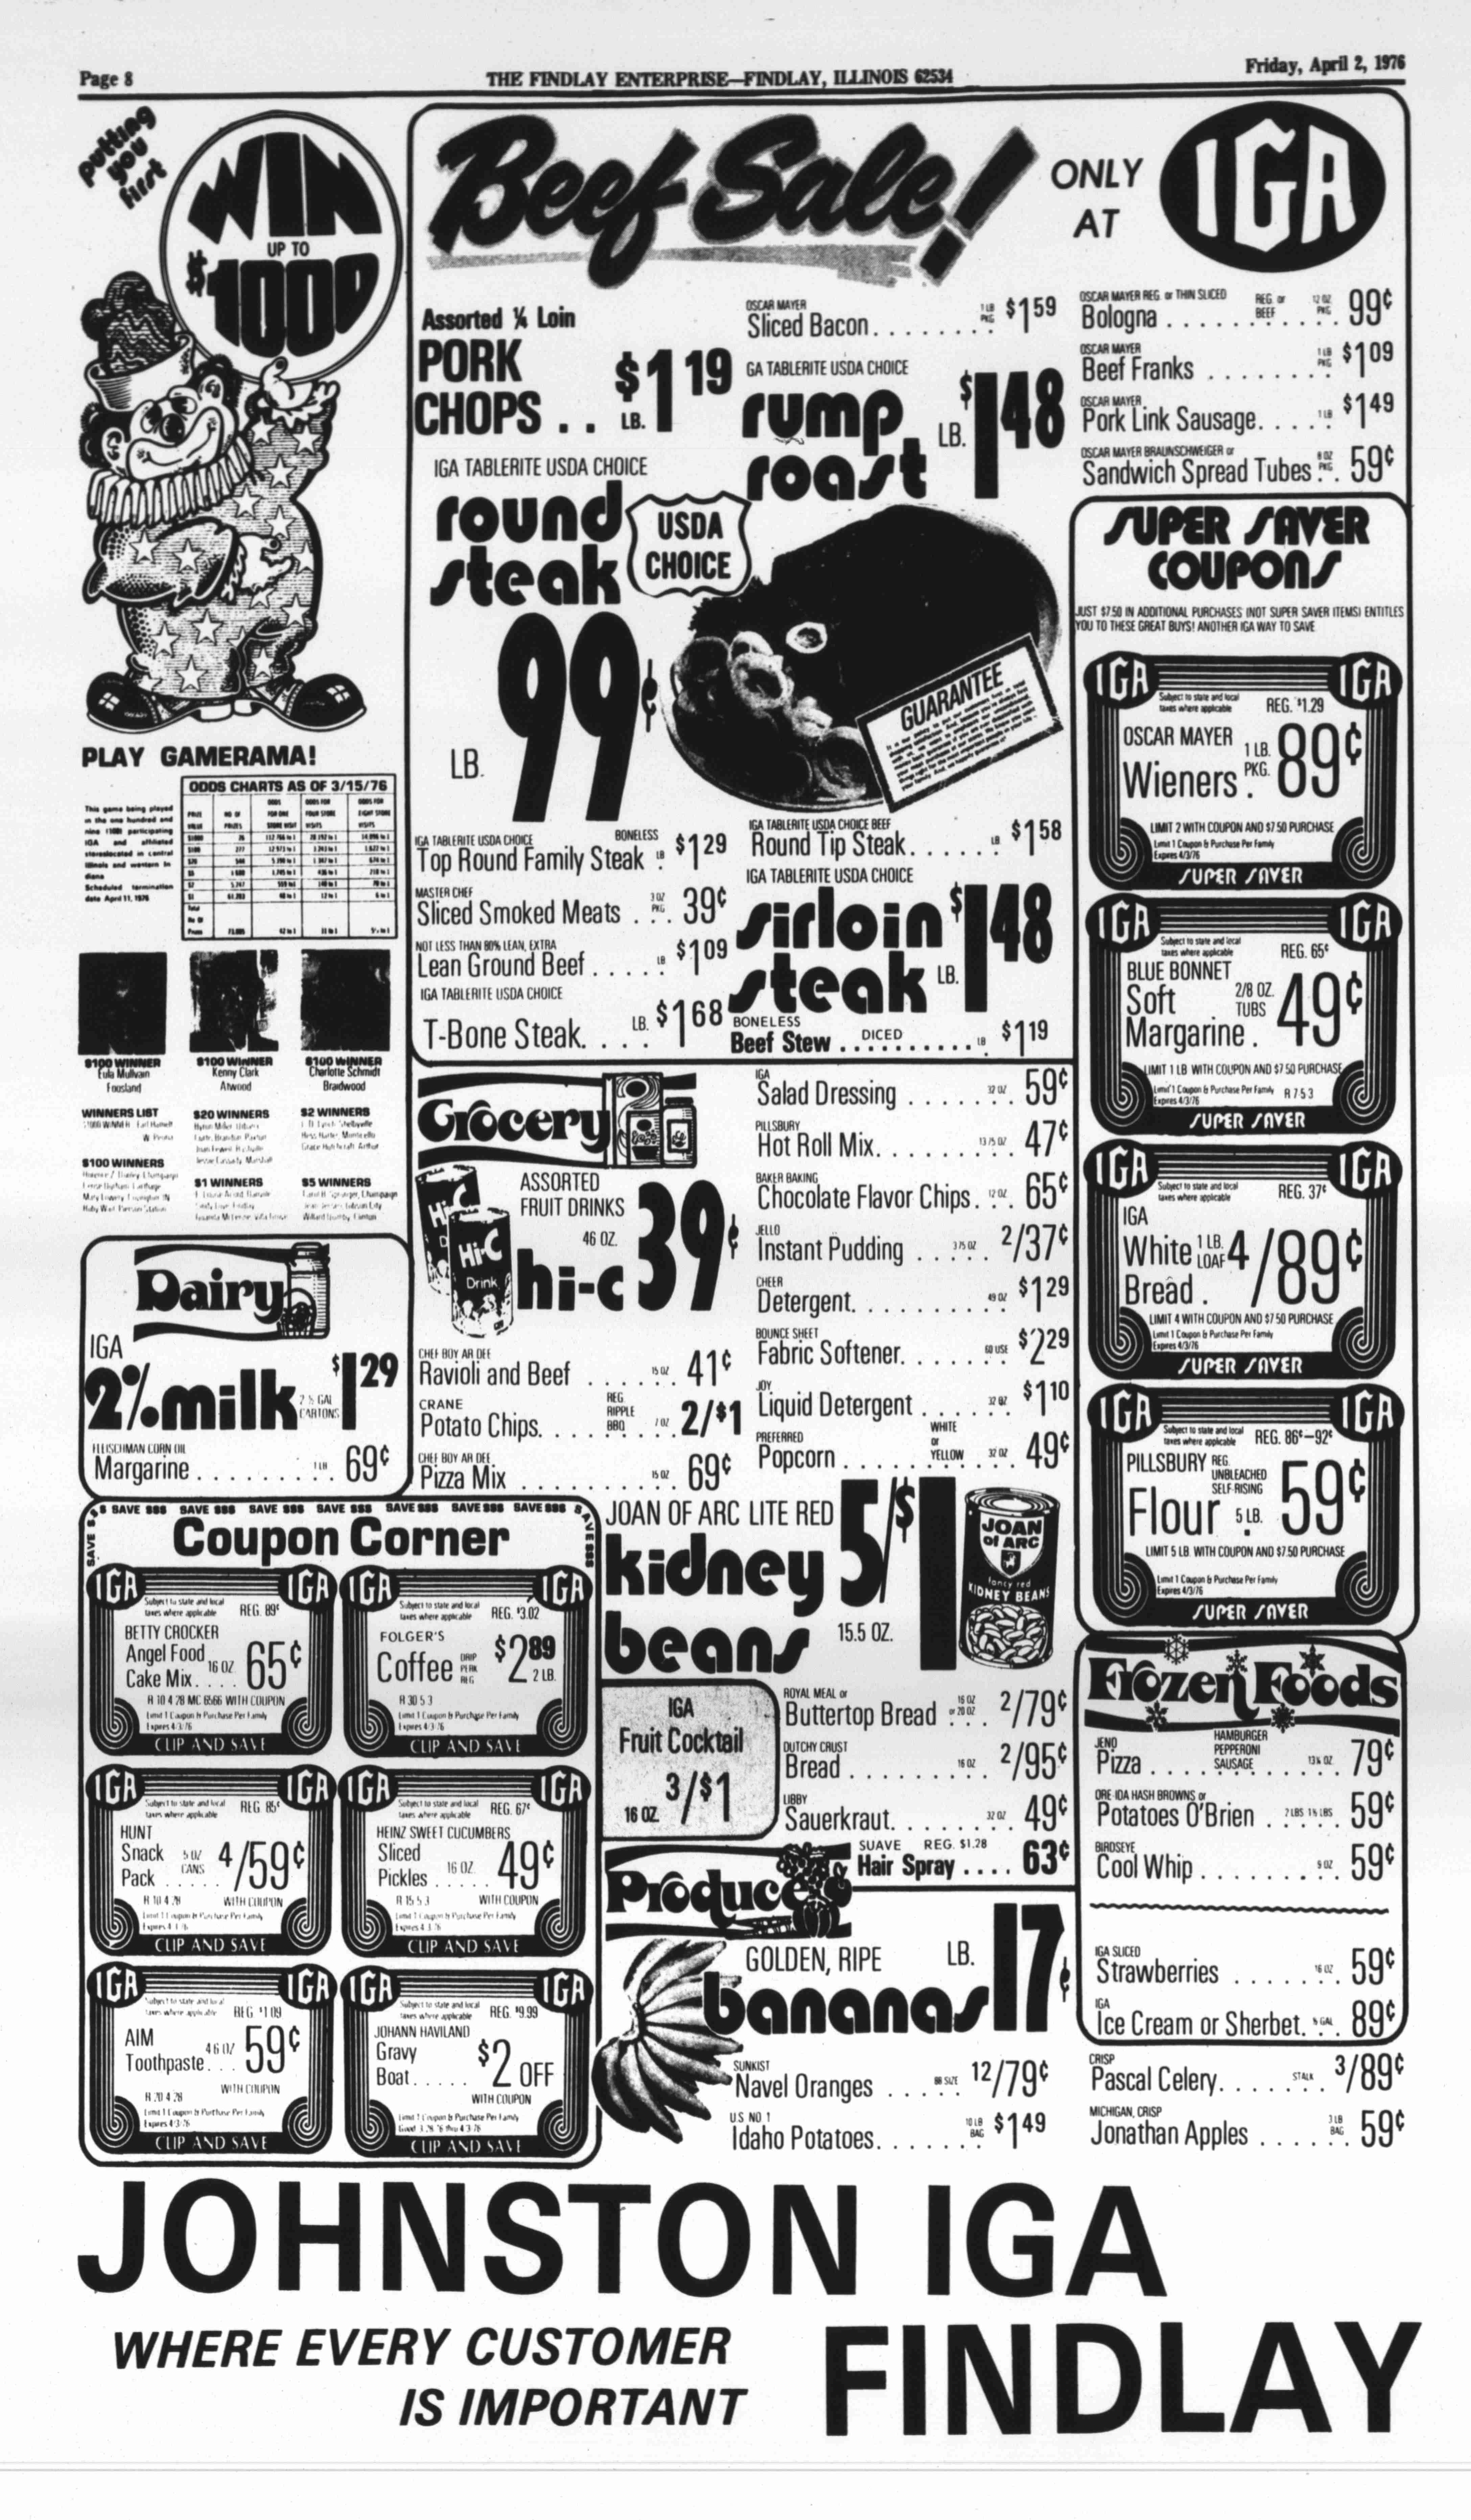 Page 8
THE FINDLAY ENTERPRISE—FINDLAY, ILLINOIS 62534
Friday, April 2, 1976
putting
you
first
WIN
UP TO
$1000
PLAY GAMERAMA!
This game being played
in the one hundred and
nine (109) participating
IGA and affiliated
stores located in central
Illinois and western In
diana
Scheduled termination
date April 11, 1976
ODDS CHARTS AS OF 3/15/76
$100 WINNER
Eula Mulvain
Foosland
$100 WINNER
Kenny Clark
Atwood
$100 WINNER
Charlotte Schmidt
Braidwood
WINNERS LIST
$100 WINNERS
$20 WINNERS
$1 WINNERS
$2 WINNERS
$5 WINNERS
Beef Sale!
ONLY
AT
IGA
Assorted ¼ Loin
PORK
CHOPS . . LB. $1 19
IGA TABLERITE USDA CHOICE
round
steak
LB. 99¢
USDA
CHOICE
GUARANTEE
OSCAR MAYER
Sliced Bacon. . . . . . . . 1 LB PKG. $1 59
GA TABLERITE USDA CHOICE
rump
roast LB. $1 48
OSCAR MAYER REG. or THIN SLICED
Bologna . . . . . . REG. or BEEF 12 OZ PKG. 99¢
OSCAR MAYER
Beef Franks . . . . . . . . 1 LB PKG. $1 09
OSCAR MAYER
Pork Link Sausage. . . . . 1 LB $1 49
OSCAR MAYER BRAUNSCHWEIGER or
Sandwich Spread Tubes . . 8 OZ PKG. 59¢
IGA TABLERITE USDA CHOICE BONELESS
Top Round Family Steak LB $1 29
MASTER CHEF
Sliced Smoked Meats . . . 3 OZ PKG. 39¢
NOT LESS THAN 80% LEAN, EXTRA
Lean Ground Beef . . . . . LB $1 09
IGA TABLERITE USDA CHOICE
T-Bone Steak. . . . . LB. $1 68
IGA TABLERITE USDA CHOICE BEEF
Round Tip Steak. . . . . . LB $1 58
IGA TABLERITE USDA CHOICE
sirloin
steak LB. $1 48
BONELESS
Beef Stew . . DICED . . . . . . LB $1 19
SUPER SAVER
COUPONS
JUST $7.50 IN ADDITIONAL PURCHASES (NOT SUPER SAVER ITEMS) ENTITLES
YOU TO THESE GREAT BUYS! ANOTHER IGA WAY TO SAVE
IGA IGA
Subject to state and local
taxes where applicable
REG. $1.29
OSCAR MAYER
Wieners . 1 LB. PKG. 89¢
LIMIT 2 WITH COUPON AND $7.50 PURCHASE
Limit 1 Coupon & Purchase Per Family
Expires 4/3/76
SUPER SAVER
IGA IGA
Subject to state and local
taxes where applicable
REG. 65¢
BLUE BONNET
Soft
Margarine . 2/8 OZ. TUBS 49¢
LIMIT 1 LB WITH COUPON AND $7.50 PURCHASE
Limit 1 Coupon & Purchase Per Family R 7 5 3
Expires 4/3/76
SUPER SAVER
IGA IGA
Subject to state and local
taxes where applicable
REG. 37¢
IGA
White
Bread . 1 LB. LOAF 4/89¢
LIMIT 4 WITH COUPON AND $7.50 PURCHASE
Limit 1 Coupon & Purchase Per Family
Expires 4/3/76
SUPER SAVER
IGA IGA
Subject to state and local
taxes where applicable
REG. 86¢–92¢
PILLSBURY REG.
UNBLEACHED
SELF-RISING
Flour 5 LB. 59¢
LIMIT 5 LB. WITH COUPON AND $7.50 PURCHASE
Limit 1 Coupon & Purchase Per Family
Expires 4/3/76
SUPER SAVER
Grocery
ASSORTED
FRUIT DRINKS
46 OZ.
hi-c 39¢
Hi-C
Drink
CHEF BOY AR DEE
Ravioli and Beef . . . . . . 15 OZ 41¢
CRANE
Potato Chips. . . REG. RIPPLE BBQ 7 OZ 2/$1
CHEF BOY AR DEE
Pizza Mix . . . . . . . . . . 15 OZ 69¢
IGA
Salad Dressing . . . . . . . 32 OZ 59¢
PILLSBURY
Hot Roll Mix. . . . . . . . . 13.75 OZ 47¢
BAKER BAKING
Chocolate Flavor Chips. . . 12 OZ 65¢
JELLO
Instant Pudding . . . . . 3.75 OZ 2/37¢
CHEER
Detergent. . . . . . . . . . 49 OZ $1 29
BOUNCE SHEET
Fabric Softener. . . . . . . 60 USE $2 29
JOY
Liquid Detergent . . . . . . 32 OZ $1 10
PREFERRED
Popcorn . . . . . WHITE or YELLOW 32 OZ 49¢
Dairy
IGA
2% milk 2 ½ GAL CARTONS $1 29
FLEISCHMAN CORN OIL
Margarine . . . . . . . . . . 1 LB 69¢
JOAN OF ARC LITE RED
kidney
beans 5/$1
15.5 OZ.
JOAN
of ARC
fancy red
KIDNEY BEANS
SAVE $$$ SAVE $$$ SAVE $$$ SAVE $$$ SAVE $$$ SAVE $$$ SAVE $$$
Coupon Corner
IGA IGA
Subject to state and local
taxes where applicable
REG. 89¢
BETTY CROCKER
Angel Food
Cake Mix. . . . 16 OZ. 65¢
R 10 4 28 MC 6566 WITH COUPON
Limit 1 Coupon & Purchase Per Family
Expires 4/3/76
CLIP AND SAVE
IGA IGA
Subject to state and local
taxes where applicable
REG. $3.02
FOLGER'S
Coffee DRIP PERK REG $2 89
2 LB.
R 30 5 3
Limit 1 Coupon & Purchase Per Family
Expires 4/3/76
CLIP AND SAVE
IGA IGA
Subject to state and local
taxes where applicable
REG. 85¢
HUNT
Snack
Pack . . . . . 5 OZ CANS 4/59¢
R 10 4 28 WITH COUPON
Limit 1 Coupon & Purchase Per Family
CLIP AND SAVE
IGA IGA
Subject to state and local
taxes where applicable
REG. 67¢
HEINZ SWEET CUCUMBERS
Sliced
Pickles . . . . . 16 OZ. 49¢
R 15 5 3 WITH COUPON
Limit 1 Coupon & Purchase Per Family
Expires 4/3/76
CLIP AND SAVE
IGA IGA
Subject to state and local
taxes where applicable
REG. $1.09
AIM
Toothpaste. . . 4.6 OZ 59¢
R 20 4 28 WITH COUPON
Limit 1 Coupon & Purchase Per Family
Expires 4/3/76
CLIP AND SAVE
IGA IGA
Subject to state and local
taxes where applicable
REG. $9.99
JOHANN HAVILAND
Gravy
Boat. . . . . $2 OFF
WITH COUPON
Limit 1 Coupon & Purchase Per Family
CLIP AND SAVE
IGA
Fruit Cocktail
16 OZ. 3/$1
ROYAL MEAL or
Buttertop Bread . . . 16 OZ. or 20 OZ. 2/79¢
DUTCHY CRUST
Bread . . . . . . . . . . 16 OZ 2/95¢
LIBBY
Sauerkraut. . . . . . . . 32 OZ 49¢
SUAVE REG. $1.28
Hair Spray . . . . 63¢
Frozen Foods
JENO
Pizza . . . . HAMBURGER PEPPERONI SAUSAGE 13¼ OZ. 79¢
ORE-IDA HASH BROWNS or
Potatoes O'Brien . . . . . 2 LBS 1½ LBS 59¢
BIRDSEYE
Cool Whip . . . . . . . . . 9 OZ 59¢
IGA SLICED
Strawberries . . . . . . . 16 OZ. 59¢
IGA
Ice Cream or Sherbet. . . . ½ GAL 89¢
Produce
GOLDEN, RIPE
bananas LB. 17¢
SUNKIST
Navel Oranges . . . . . . 88 SIZE 12/79¢
U.S. NO 1
Idaho Potatoes. . . . . . . 10 LB BAG $1 49
CRISP
Pascal Celery. . . . . . . STALK 3/89¢
MICHIGAN, CRISP
Jonathan Apples . . . . . . 3 LB BAG 59¢
JOHNSTON IGA
WHERE EVERY CUSTOMER
IS IMPORTANT
FINDLAY